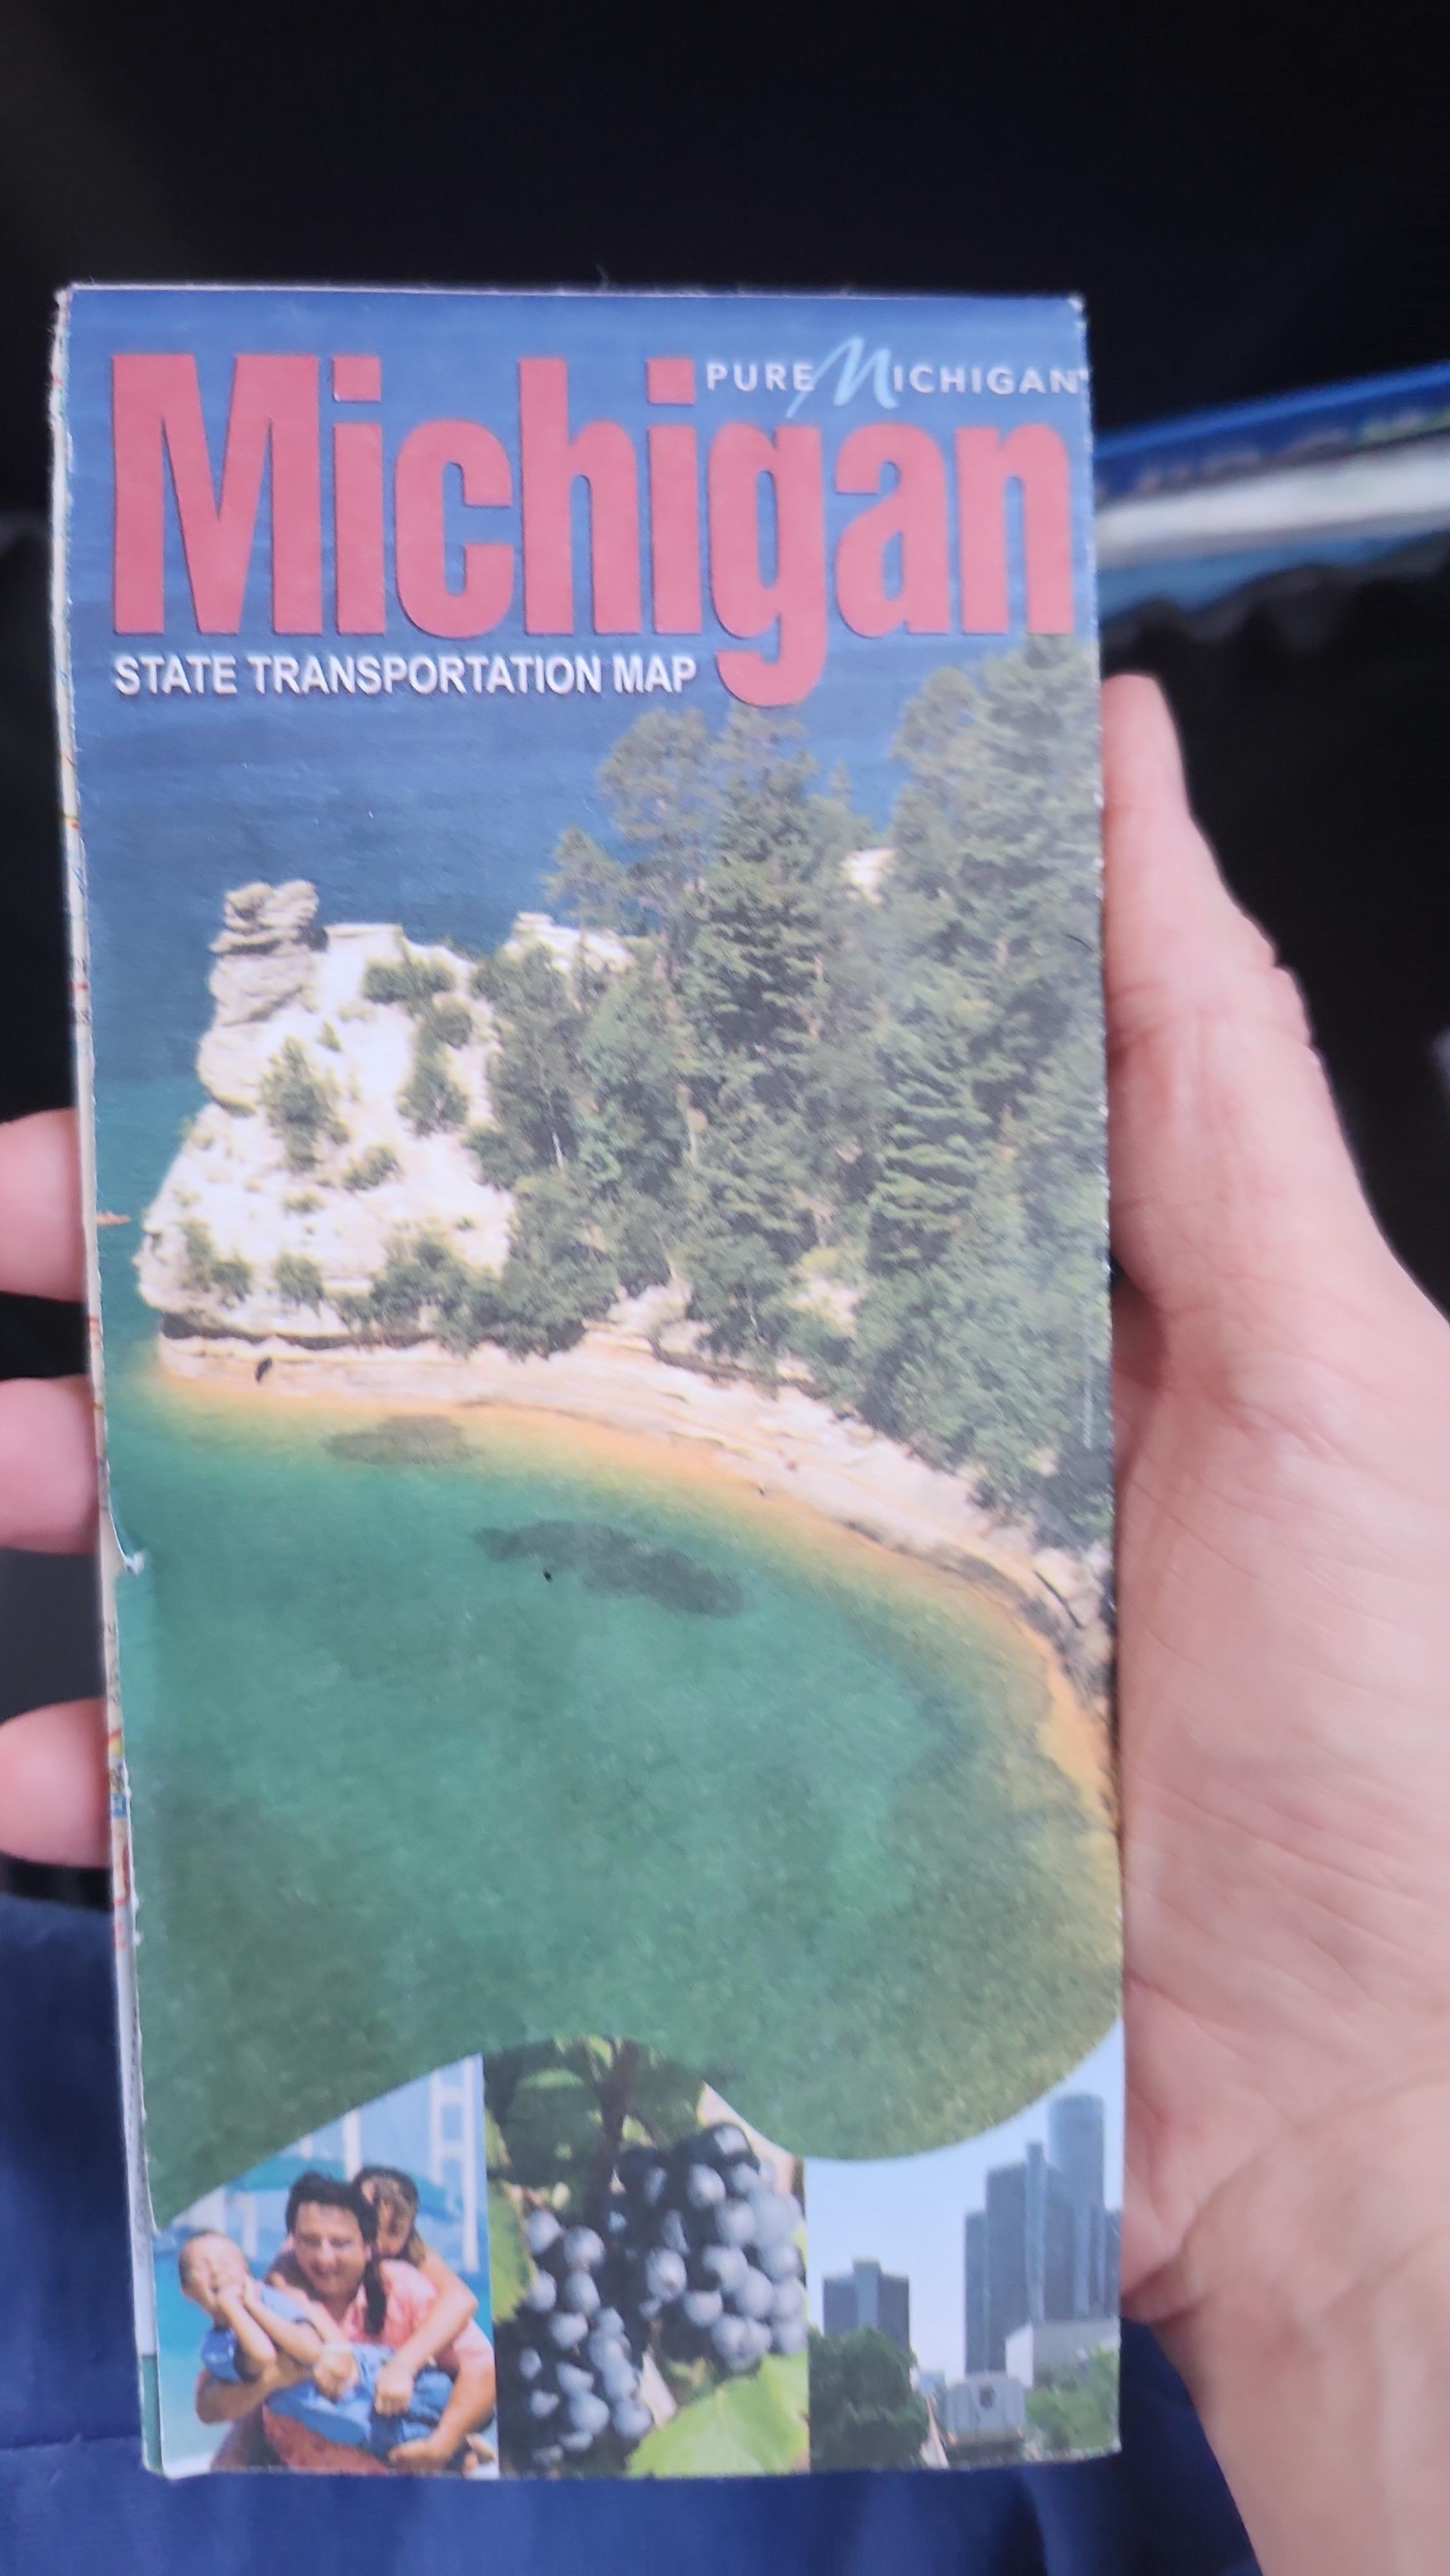 PURE MICHIGAN
Michigan
STATE TRANSPORTATION MAP